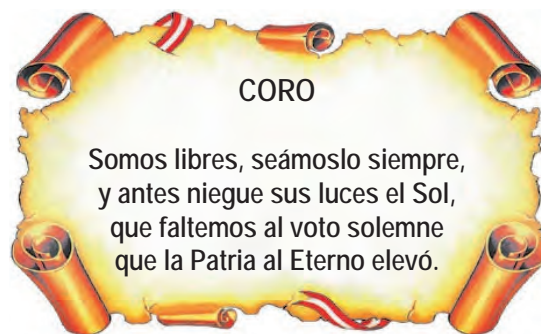 CORO
Somos libres, seámoslo siempre,
y antes niegue sus luces el Sol,
que faltemos al voto solemne
que la Patria al Eterno elevó.